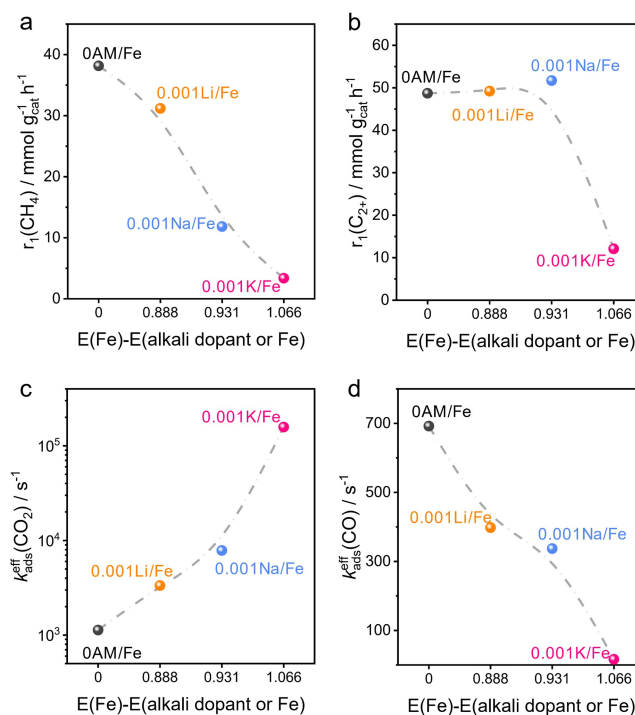 a
r₁(CH₄) / mmol g⁻¹cat h⁻¹
40
30
20
10
0
0AM/Fe
0.001Li/Fe
0.001Na/Fe
0.001K/Fe
0 0.888 0.931 1.066
E(Fe)-E(alkali dopant or Fe)
b
r₁(C₂₊) / mmol g⁻¹cat h⁻¹
60
50
40
30
20
10
0
0.001Na/Fe
0AM/Fe
0.001Li/Fe
0.001K/Fe
0 0.888 0.931 1.066
E(Fe)-E(alkali dopant or Fe)
c
k^eff_ads(CO₂) / s⁻¹
10⁵
10⁴
10³
0.001K/Fe
0.001Li/Fe
0.001Na/Fe
0AM/Fe
0 0.888 0.931 1.066
E(Fe)-E(alkali dopant or Fe)
d
k^eff_ads(CO) / s⁻¹
700
500
300
100
0AM/Fe
0.001Li/Fe
0.001Na/Fe
0.001K/Fe
0 0.888 0.931 1.066
E(Fe)-E(alkali dopant or Fe)